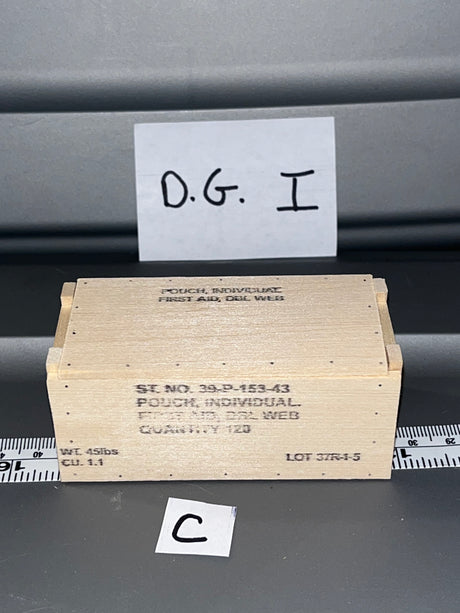 D.G. I
POUCH, INDIVIDUAL
FIRST AID, DBL WEB
ST. NO. 39-P-153-43
POUCH, INDIVIDUAL.
FIRST AID, DBL WEB
QUANTITY 120
WT. 45lbs
CU. 1.1
LOT 37R-I-5
C